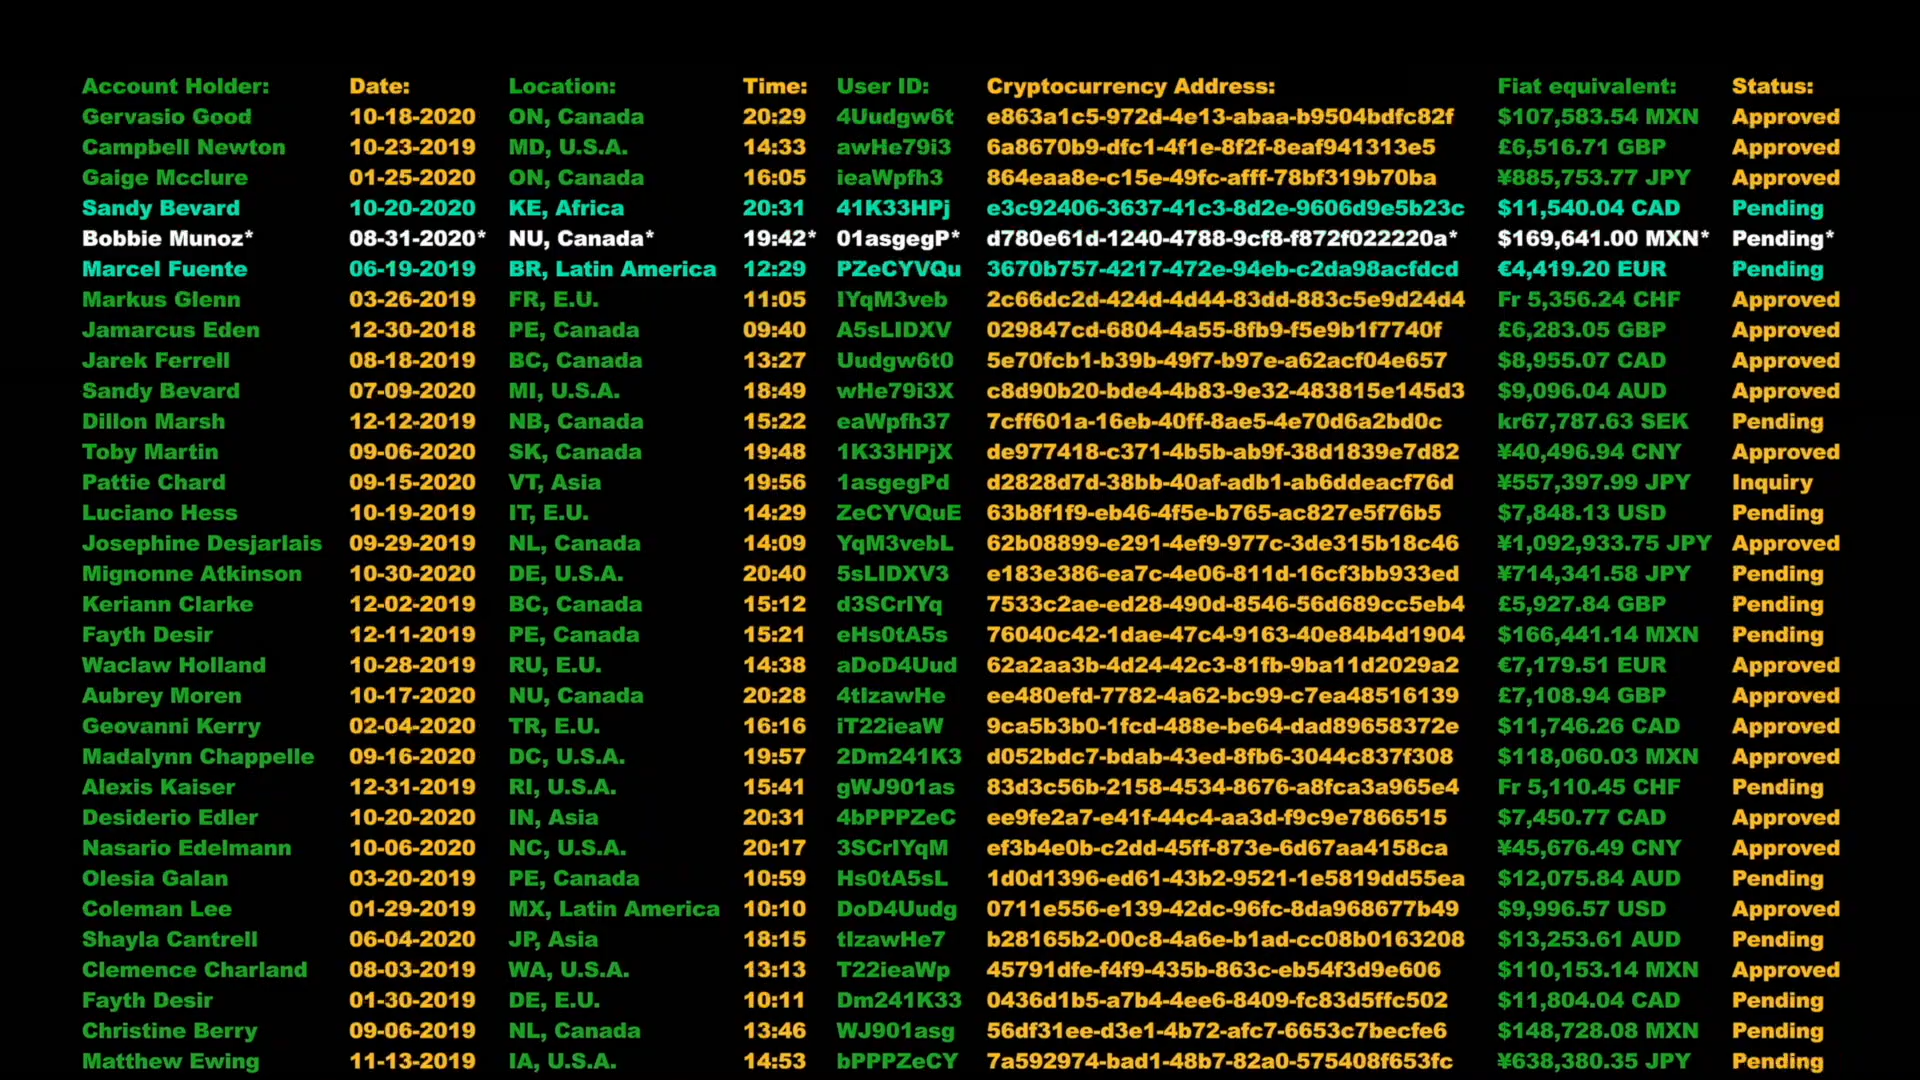 Account Holder: Date: Location: Time: User ID: Cryptocurrency Address: Fiat equivalent: Status:
Gervasio Good 10-18-2020 ON, Canada 20:29 4Uudgw6t e863a1c5-972d-4e13-abaa-b9504bdfc82f $107,583.54 MXN Approved
Campbell Newton 10-23-2019 MD, U.S.A. 14:33 awHe79i3 6a8670b9-dfc1-4f1e-8f2f-8eaf941313e5 £6,516.71 GBP Approved
Gaige Mcclure 01-25-2020 ON, Canada 16:05 ieaWpfh3 864eaa8e-c15e-49fc-afff-78bf319b70ba ¥885,753.77 JPY Approved
Sandy Bevard 10-20-2020 KE, Africa 20:31 41K33HPj e3c92406-3637-41c3-8d2e-9606d9e5b23c $11,540.04 CAD Pending
Bobbie Munoz* 08-31-2020* NU, Canada* 19:42* 01asgegP* d780e61d-1240-4788-9cf8-f872f022220a* $169,641.00 MXN* Pending*
Marcel Fuente 06-19-2019 BR, Latin America 12:29 PZeCYVQu 3670b757-4217-472e-94eb-c2da98acfdcd €4,419.20 EUR Pending
Markus Glenn 03-26-2019 FR, E.U. 11:05 IYqM3veb 2c66dc2d-424d-4d44-83dd-883c5e9d24d4 Fr 5,356.24 CHF Approved
Jamarcus Eden 12-30-2018 PE, Canada 09:40 A5sLIDXV 029847cd-6804-4a55-8fb9-f5e9b1f7740f £6,283.05 GBP Approved
Jarek Ferrell 08-18-2019 BC, Canada 13:27 Uudgw6t0 5e70fcb1-b39b-49f7-b97e-a62acf04e657 $8,955.07 CAD Approved
Sandy Bevard 07-09-2020 MI, U.S.A. 18:49 wHe79i3X c8d90b20-bde4-4b83-9e32-483815e145d3 $9,096.04 AUD Approved
Dillon Marsh 12-12-2019 NB, Canada 15:22 eaWpfh37 7cff601a-16eb-40ff-8ae5-4e70d6a2bd0c kr67,787.63 SEK Pending
Toby Martin 09-06-2020 SK, Canada 19:48 1K33HPjX de977418-c371-4b5b-ab9f-38d1839e7d82 ¥40,496.94 CNY Approved
Pattie Chard 09-15-2020 VT, Asia 19:56 1asgegPd d2828d7d-38bb-40af-adb1-ab6ddeacf76d ¥557,397.99 JPY Inquiry
Luciano Hess 10-19-2019 IT, E.U. 14:29 ZeCYVQuE 63b8f1f9-eb46-4f5e-b765-ac827e5f76b5 $7,848.13 USD Pending
Josephine Desjarlais 09-29-2019 NL, Canada 14:09 YqM3vebL 62b08899-e291-4ef9-977c-3de315b18c46 ¥1,092,933.75 JPY Approved
Mignonne Atkinson 10-30-2020 DE, U.S.A. 20:40 5sLIDXV3 e183e386-ea7c-4e06-811d-16cf3bb933ed ¥714,341.58 JPY Pending
Keriann Clarke 12-02-2019 BC, Canada 15:12 d3SCrIYq 7533c2ae-ed28-490d-8546-56d689cc5eb4 £5,927.84 GBP Pending
Fayth Desir 12-11-2019 PE, Canada 15:21 eHs0tA5s 76040c42-1dae-47c4-9163-40e84b4d1904 $166,441.14 MXN Pending
Waclaw Holland 10-28-2019 RU, E.U. 14:38 aDoD4Uud 62a2aa3b-4d24-42c3-81fb-9ba11d2029a2 €7,179.51 EUR Approved
Aubrey Moren 10-17-2020 NU, Canada 20:28 4tIzawHe ee480efd-7782-4a62-bc99-c7ea48516139 £7,108.94 GBP Approved
Geovanni Kerry 02-04-2020 TR, E.U. 16:16 iT22ieaW 9ca5b3b0-1fcd-488e-be64-dad89658372e $11,746.26 CAD Approved
Madalynn Chappelle 09-16-2020 DC, U.S.A. 19:57 2Dm241K3 d052bdc7-bdab-43ed-8fb6-3044c837f308 $118,060.03 MXN Approved
Alexis Kaiser 12-31-2019 RI, U.S.A. 15:41 gWJ901as 83d3c56b-2158-4534-8676-a8fca3a965e4 Fr 5,110.45 CHF Pending
Desiderio Edler 10-20-2020 IN, Asia 20:31 4bPPPZeC ee9fe2a7-e41f-44c4-aa3d-f9c9e7866515 $7,450.77 CAD Approved
Nasario Edelmann 10-06-2020 NC, U.S.A. 20:17 3SCrIYqM ef3b4e0b-c2dd-45ff-873e-6d67aa4158ca ¥45,676.49 CNY Approved
Olesia Galan 03-20-2019 PE, Canada 10:59 Hs0tA5sL 1d0d1396-ed61-43b2-9521-1e5819dd55ea $12,075.84 AUD Pending
Coleman Lee 01-29-2019 MX, Latin America 10:10 DoD4Uudg 0711e556-e139-42dc-96fc-8da968677b49 $9,996.57 USD Approved
Shayla Cantrell 06-04-2020 JP, Asia 18:15 tIzawHe7 b28165b2-00c8-4a6e-b1ad-cc08b0163208 $13,253.61 AUD Pending
Clemence Charland 08-03-2019 WA, U.S.A. 13:13 T22ieaWp 45791dfe-f4f9-435b-863c-eb54f3d9e606 $110,153.14 MXN Approved
Fayth Desir 01-30-2019 DE, E.U. 10:11 Dm241K33 0436d1b5-a7b4-4ee6-8409-fc83d5ffc502 $11,804.04 CAD Pending
Christine Berry 09-06-2019 NL, Canada 13:46 WJ901asg 56df31ee-d3e1-4b72-afc7-6653c7becfe6 $148,728.08 MXN Pending
Matthew Ewing 11-13-2019 IA, U.S.A. 14:53 bPPPZeCY 7a592974-bad1-48b7-82a0-575408f653fc ¥638,380.35 JPY Pending